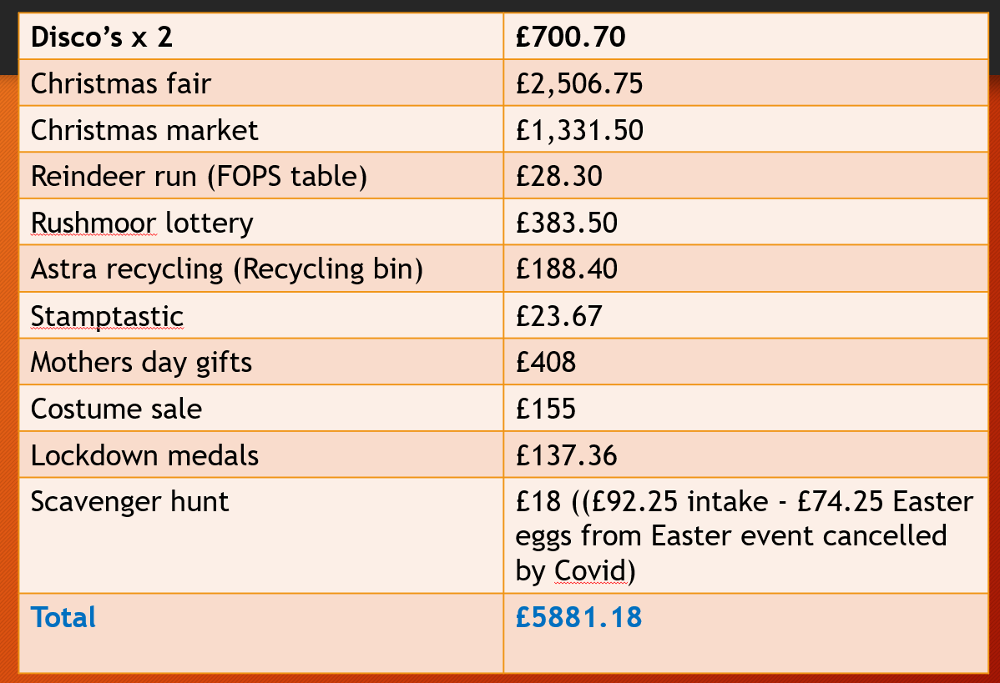 Disco’s x 2 £700.70
Christmas fair £2,506.75
Christmas market £1,331.50
Reindeer run (FOPS table) £28.30
Rushmoor lottery £383.50
Astra recycling (Recycling bin) £188.40
Stamptastic £23.67
Mothers day gifts £408
Costume sale £155
Lockdown medals £137.36
Scavenger hunt £18 ((£92.25 intake - £74.25 Easter
eggs from Easter event cancelled
by Covid)
Total £5881.18